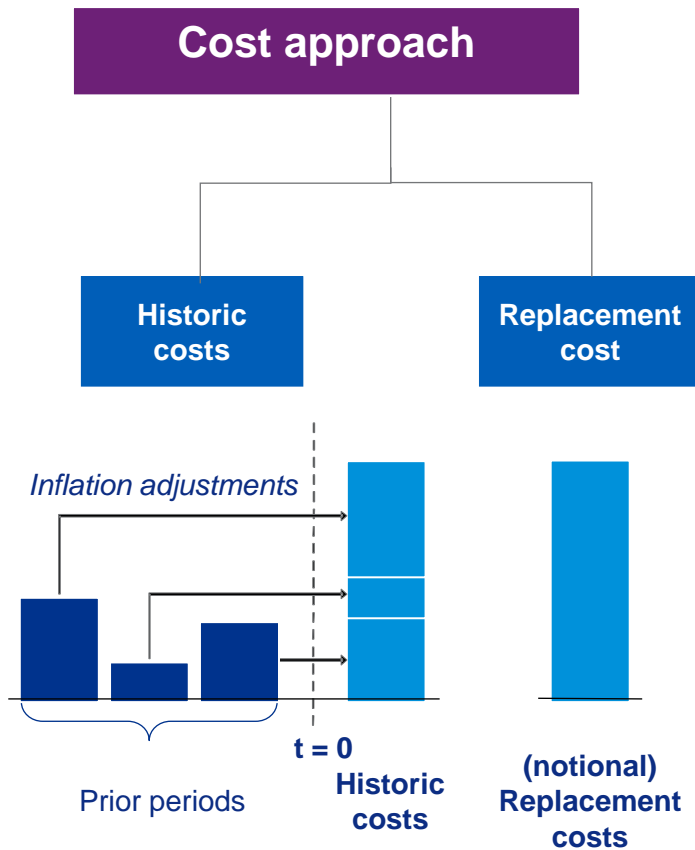 Cost approach
Historic
costs
Replacement
cost
Inflation adjustments
t = 0
Prior periods
Historic
costs
(notional)
Replacement
costs